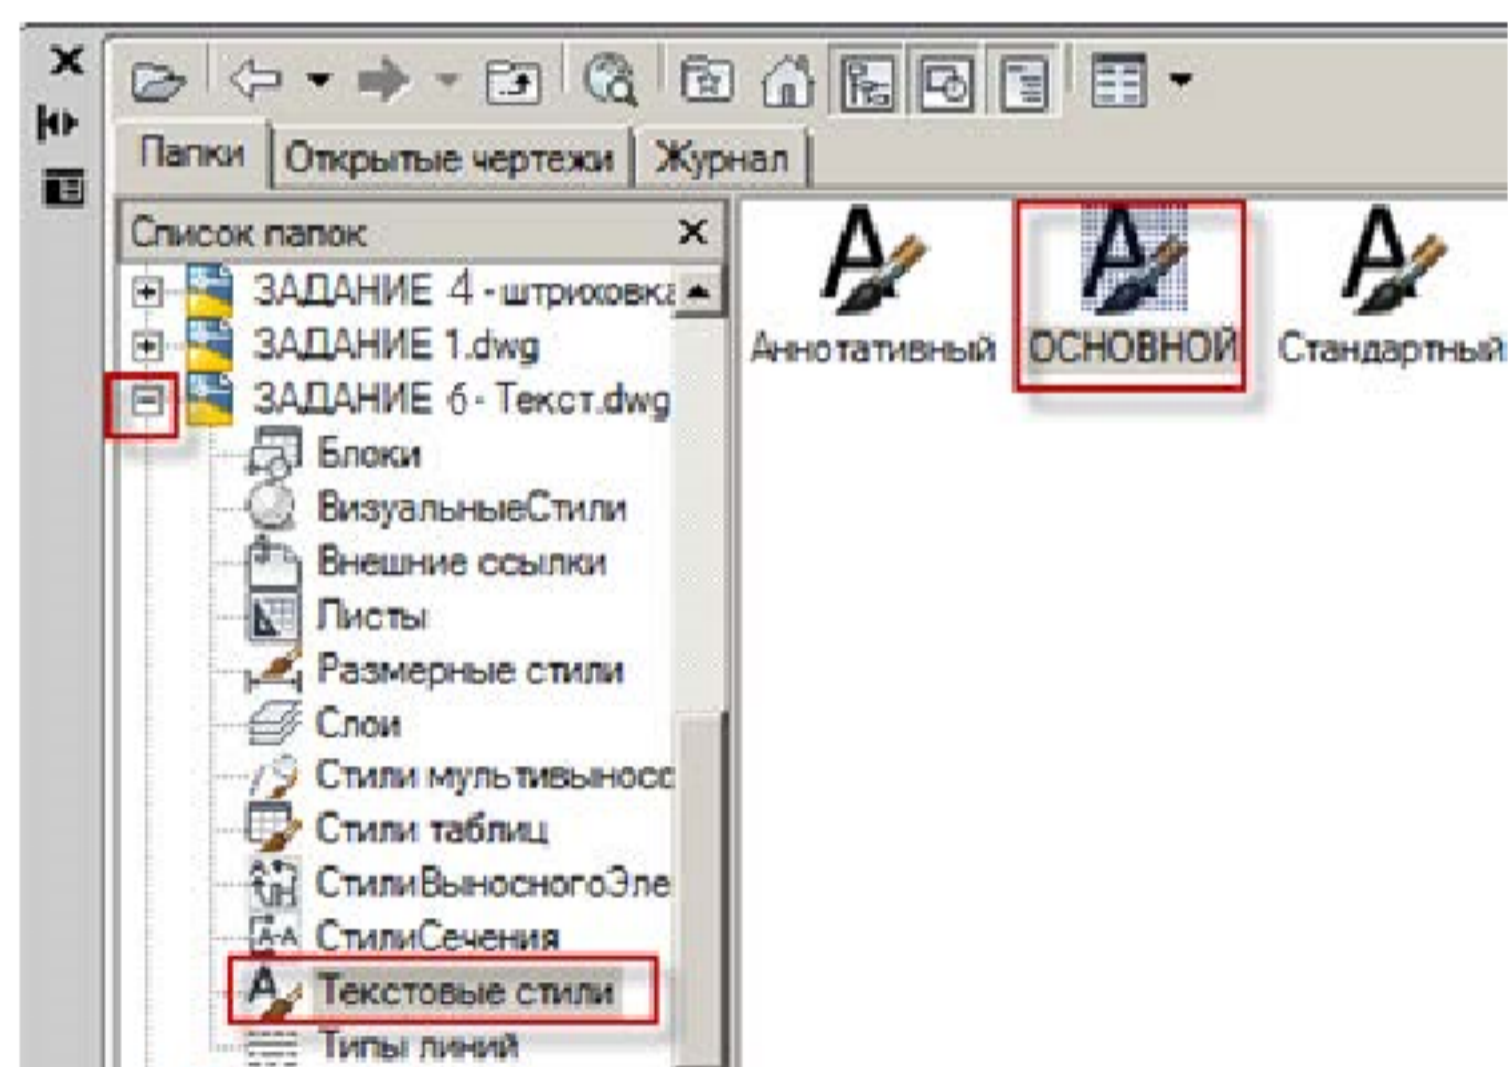 Папки Открытые чертежи Журнал
Список папок
ЗАДАНИЕ 4 - штриховка
ЗАДАНИЕ 1.dwg
ЗАДАНИЕ 6 - Текст.dwg
Блоки
ВизуальныеСтили
Внешние ссылки
Листы
Размерные стили
Слои
Стили мультивыносс
Стили таблиц
СтилиВыносногоЭле
СтилиСечения
Текстовые стили
Типы линий
Аннотативный ОСНОВНОЙ Стандартный